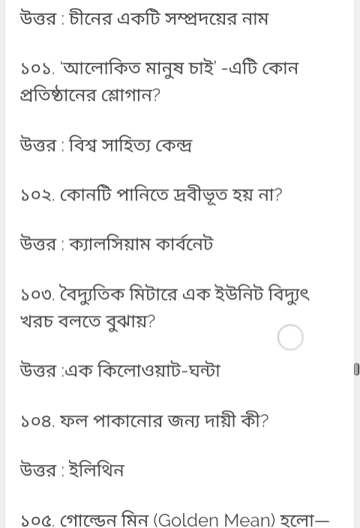 উত্তর : চীনের একটি সম্প্রদয়ের নাম
১০১. ‘আলোকিত মানুষ চাই’ -এটি কোন
প্রতিষ্ঠানের শ্লোগান?
উত্তর : বিশ্ব সাহিত্য কেন্দ্র
১০২. কোনটি পানিতে দ্রবীভূত হয় না?
উত্তর : ক্যালসিয়াম কার্বনেট
১০৩. বৈদ্যুতিক মিটারে এক ইউনিট বিদ্যুৎ
খরচ বলতে বুঝায়?
উত্তর :এক কিলোওয়াট-ঘন্টা
১০৪. ফল পাকানোর জন্য দায়ী কী?
উত্তর : ইলিথিন
১০৫. গোল্ডেন মিন (Golden Mean) হলো—